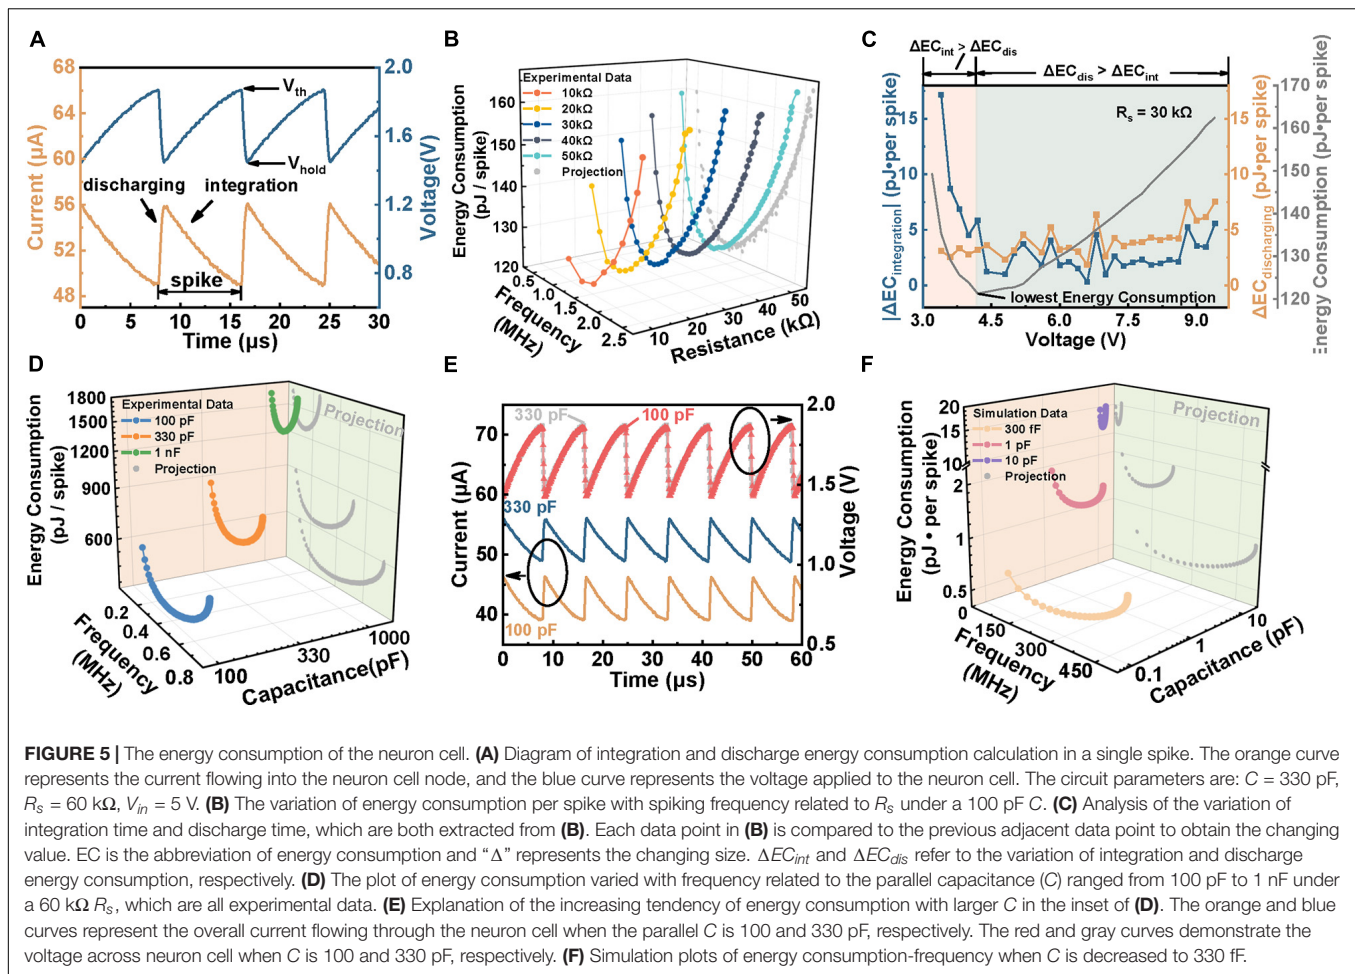 A
68
64
60
56
52
48
Current (µA)
2.0
1.6
1.2
0.8
Voltage(V)
Vth
Vhold
discharging
integration
spike
0 5 10 15 20 25 30
Time (µs)
B
Experimental Data
10kΩ
20kΩ
30kΩ
40kΩ
50kΩ
Projection
160
150
140
130
120
Energy Consumption
(pJ / spike)
0.5
1.0
1.5
2.0
2.5
Frequency
(MHz)
10
20
30
40
50
Resistance (kΩ)
C
ΔECint > ΔECdis
ΔECdis > ΔECint
Rs = 30 kΩ
lowest Energy Consumption
15
10
5
0
|ΔECintegration| (pJ•per spike)
15
10
5
0
ΔECdischarging (pJ•per spike)
170
160
150
140
130
120
Energy Consumption (pJ•per spike)
3.0 4.5 6.0 7.5 9.0
Voltage (V)
D
Experimental Data
100 pF
330 pF
1 nF
Projection
Projection
1800
1500
1200
900
600
Energy Consumption
(pJ / spike)
0.2
0.4
0.6
0.8
Frequency
(MHz)
100
330
1000
Capacitance(pF)
E
330 pF
100 pF
330 pF
100 pF
70
60
50
40
Current (µA)
2.0
1.5
1.0
0.5
Voltage (V)
0 10 20 30 40 50 60
Time (µs)
F
Simulation Data
300 fF
1 pF
10 pF
Projection
Projection
20
15
10
2
1
0.5
Energy Consumption
(pJ • per spike)
0
150
300
450
Frequency
(MHz)
0.1
1
10
Capacitance (pF)
FIGURE 5 | The energy consumption of the neuron cell. (A) Diagram of integration and discharge energy consumption calculation in a single spike. The orange curve
represents the current flowing into the neuron cell node, and the blue curve represents the voltage applied to the neuron cell. The circuit parameters are: C = 330 pF,
Rs = 60 kΩ, Vin = 5 V. (B) The variation of energy consumption per spike with spiking frequency related to Rs under a 100 pF C. (C) Analysis of the variation of
integration time and discharge time, which are both extracted from (B). Each data point in (B) is compared to the previous adjacent data point to obtain the changing
value. EC is the abbreviation of energy consumption and “Δ” represents the changing size. ΔECint and ΔECdis refer to the variation of integration and discharge
energy consumption, respectively. (D) The plot of energy consumption varied with frequency related to the parallel capacitance (C) ranged from 100 pF to 1 nF under
a 60 kΩ Rs, which are all experimental data. (E) Explanation of the increasing tendency of energy consumption with larger C in the inset of (D). The orange and blue
curves represent the overall current flowing through the neuron cell when the parallel C is 100 and 330 pF, respectively. The red and gray curves demonstrate the
voltage across neuron cell when C is 100 and 330 pF, respectively. (F) Simulation plots of energy consumption-frequency when C is decreased to 330 fF.